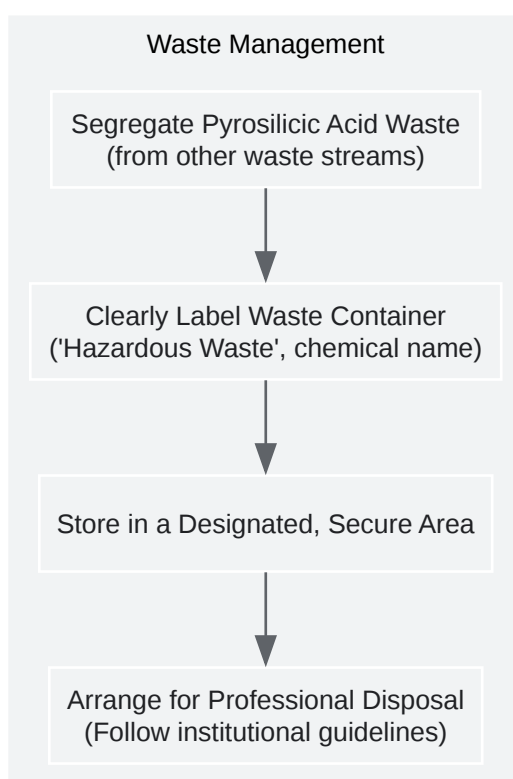 Waste Management
Segregate Pyrosilicic Acid Waste
(from other waste streams)
Clearly Label Waste Container
('Hazardous Waste', chemical name)
Store in a Designated, Secure Area
Arrange for Professional Disposal
(Follow institutional guidelines)